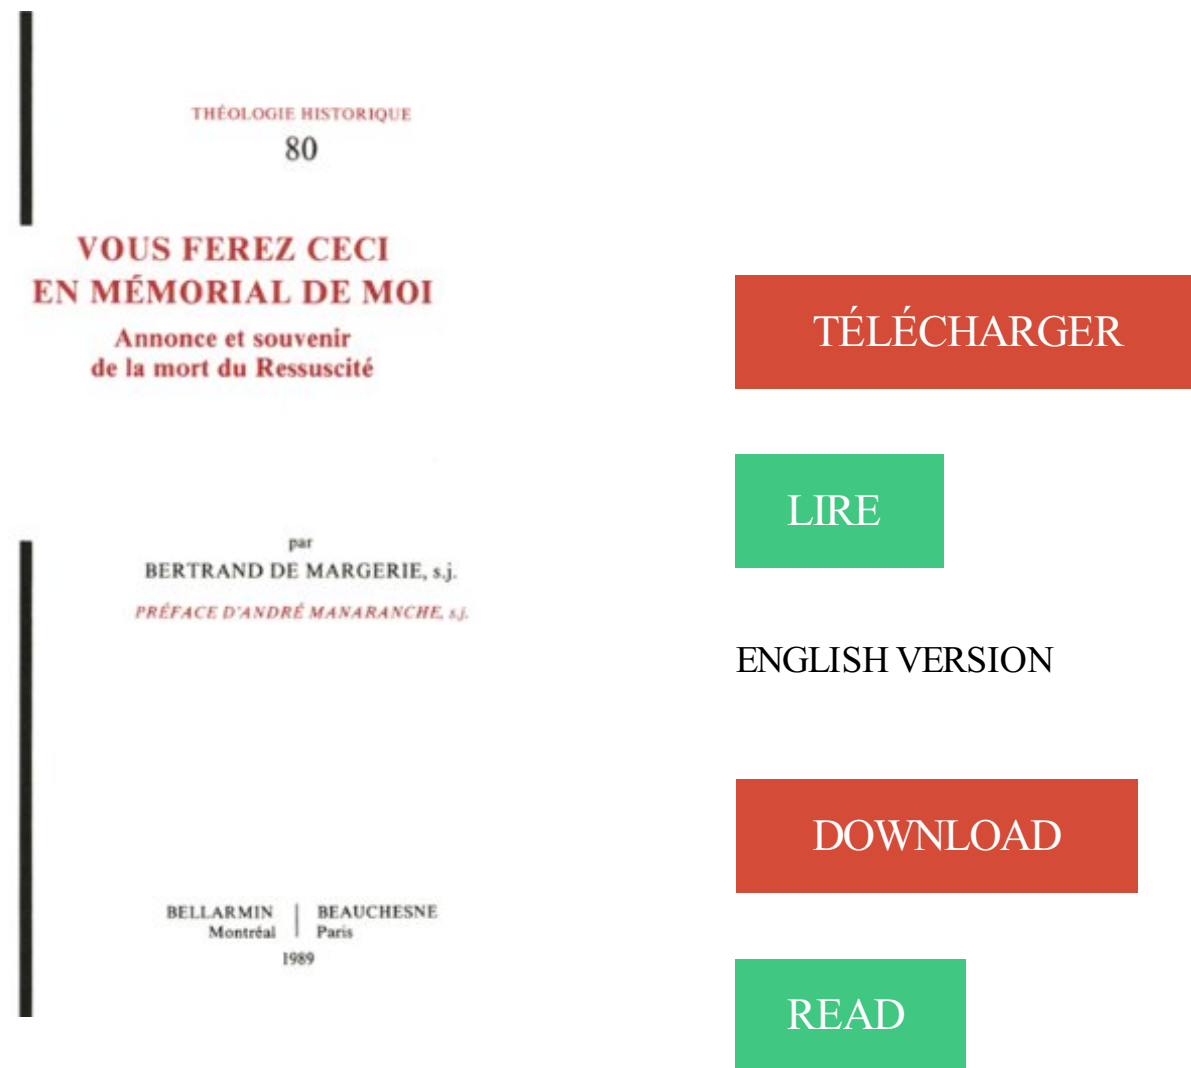 THÉOLOGIE HISTORIQUE
80
VOUS FEREZ CECI
EN MÉMORIAL DE MOI
Annonce et souvenir
de la mort du Ressuscité
par
BERTRAND DE MARGERIE, s.j.
PRÉFACE D'ANDRÉ MANARANCHE, s.j.
BELLARMIN
Montréal
BEAUCHESNE
Paris
1989
TÉLÉCHARGER
LIRE
ENGLISH VERSION
DOWNLOAD
READ